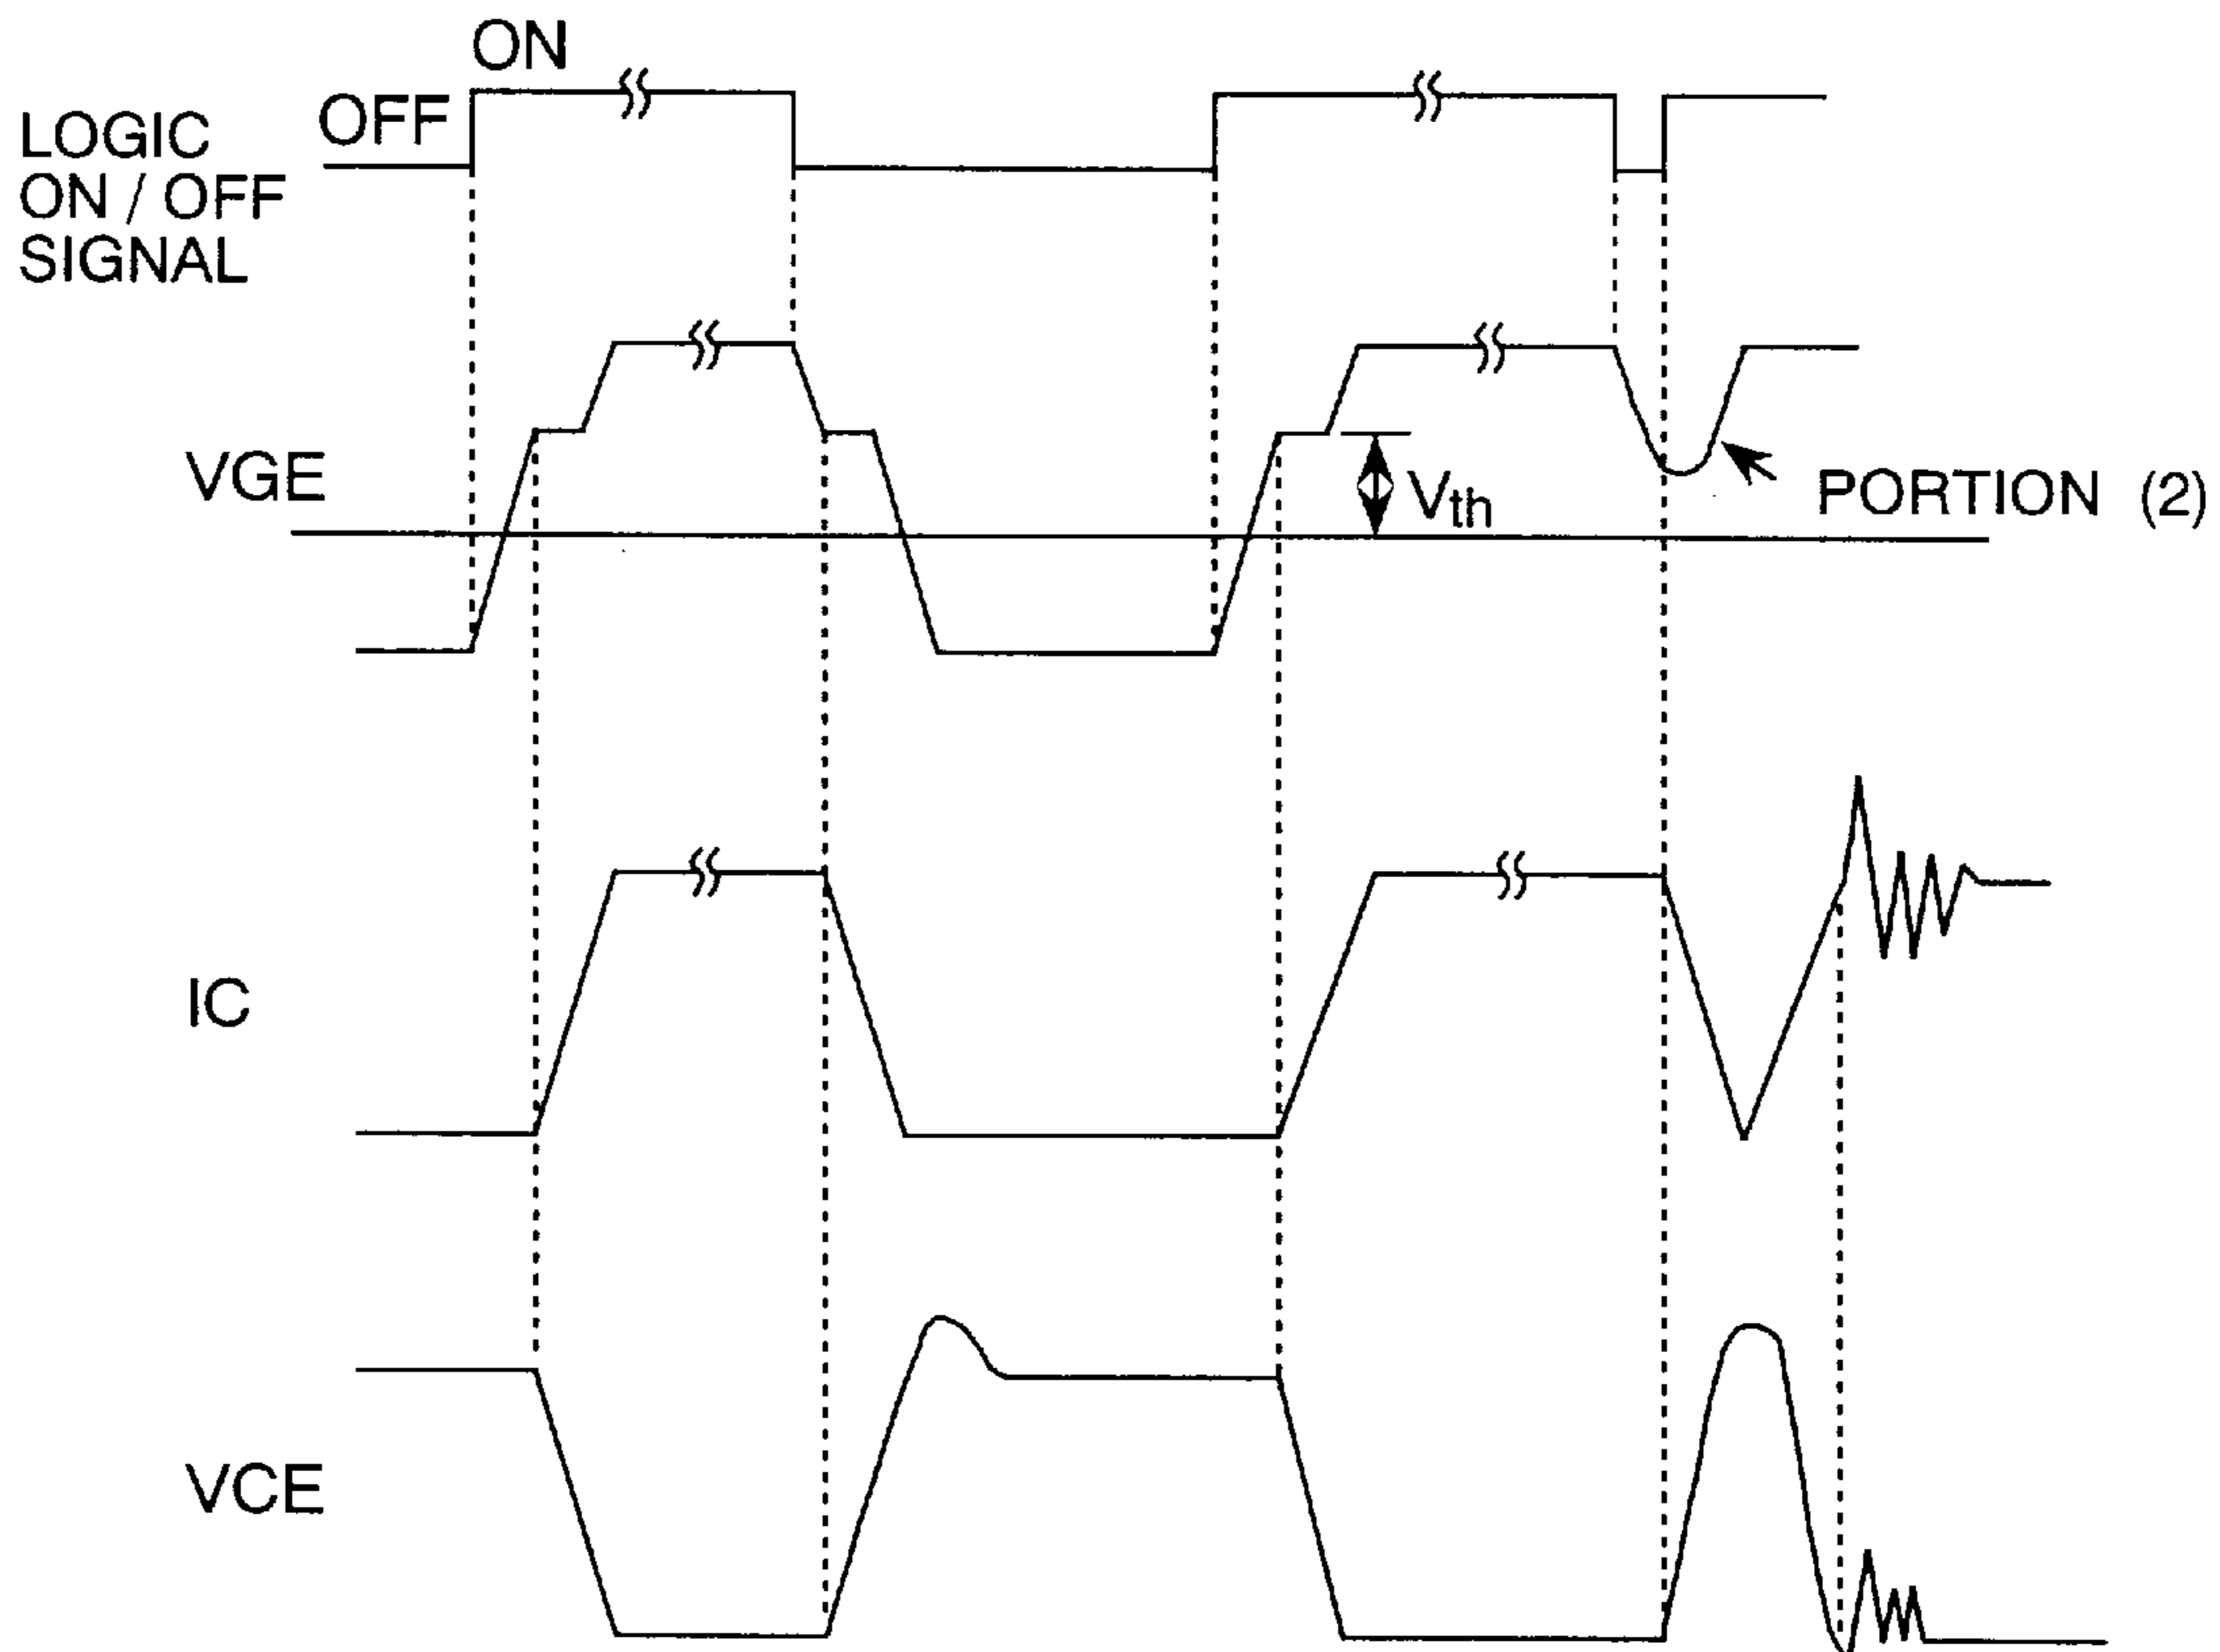 ON
OFF
LOGIC
ON / OFF
SIGNAL
VGE
Vth
PORTION (2)
IC
VCE